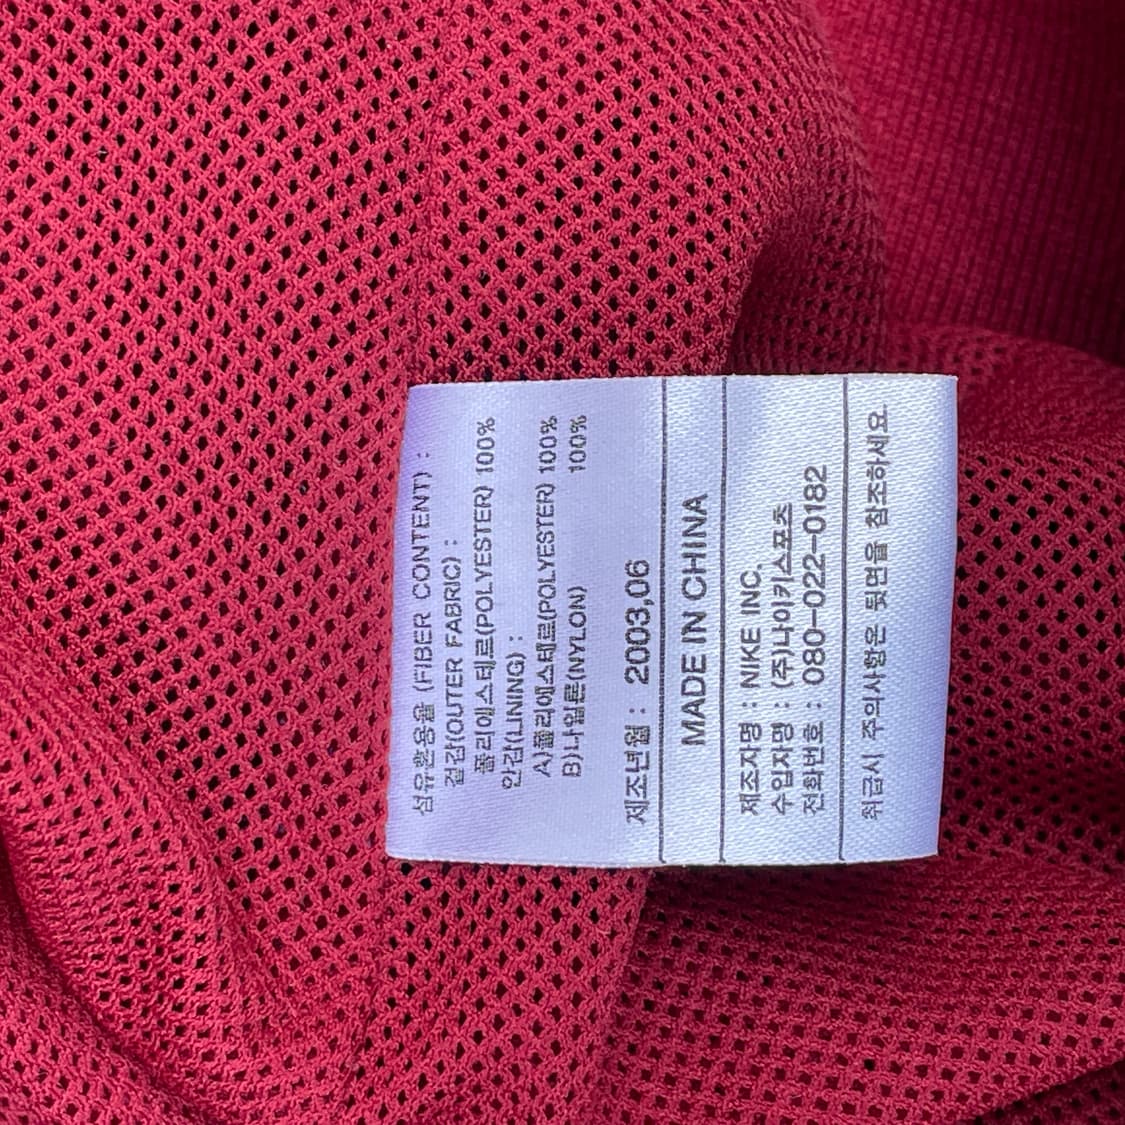 섬유혼용율 (FIBER CONTENT) :
겉감(OUTER FABRIC) :
폴리에스테르(POLYESTER) 100%
안감(LINING) :
A)폴리에스테르(POLYESTER) 100%
B)나일론(NYLON) 100%
제조년월 : 2003,06
MADE IN CHINA
제조자명 : NIKE INC.
수입자명 : (주)나이키스포츠
전화번호 : 080-022-0182
취급시 주의사항은 뒷면을 참조하세요.